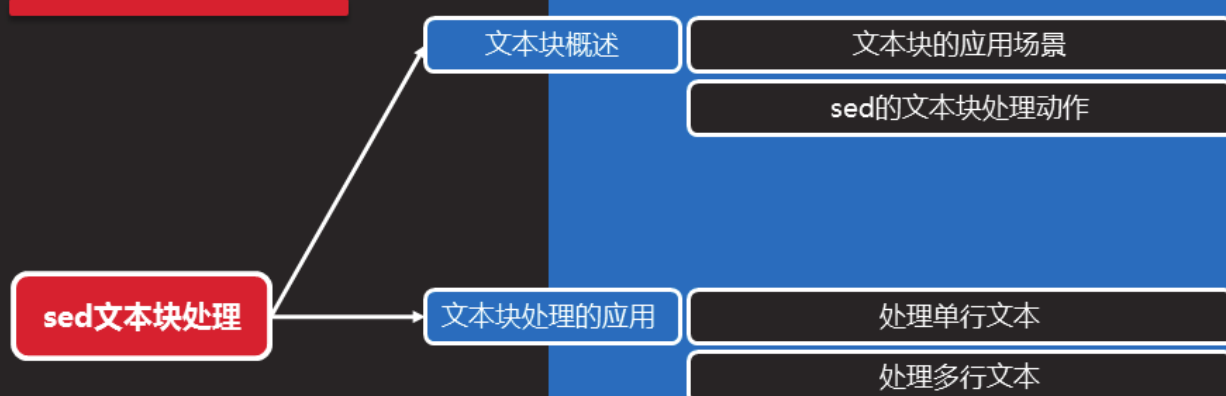 文本块概述
文本块的应用场景
sed的文本块处理动作
sed文本块处理
文本块处理的应用
处理单行文本
处理多行文本